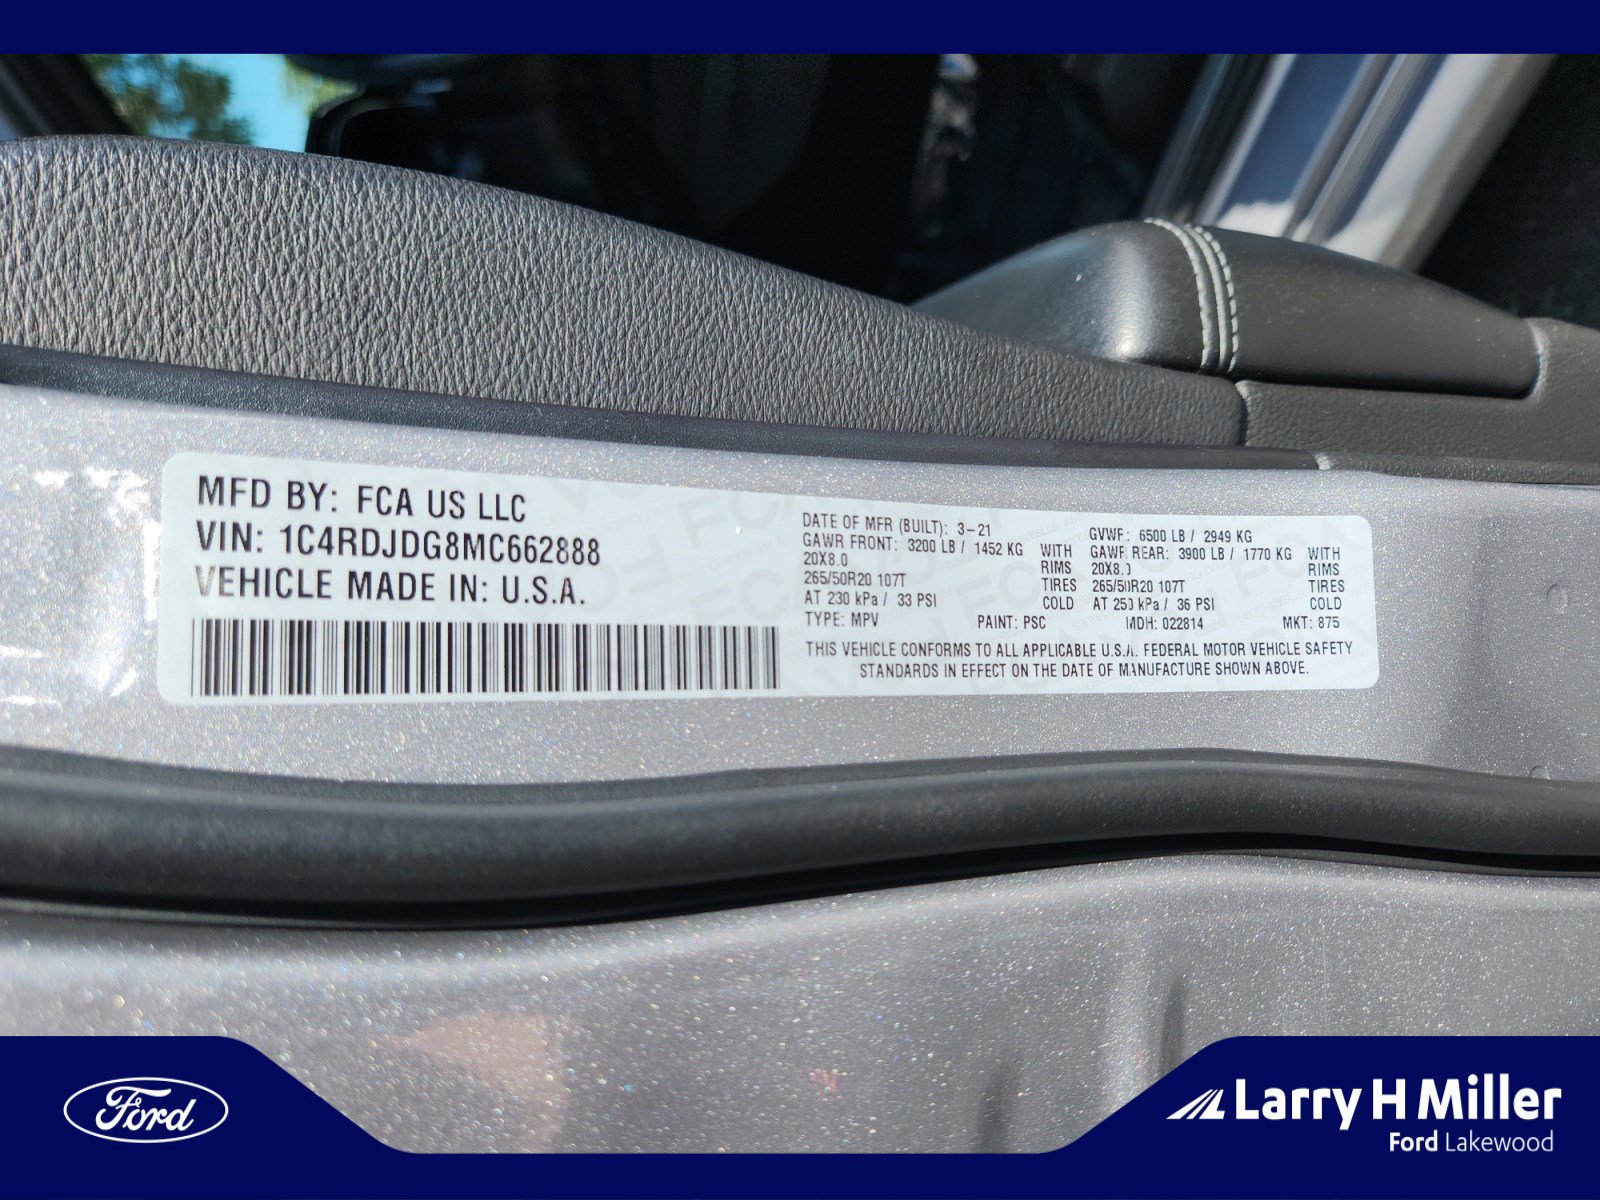 MFD BY: FCA US LLC
VIN: 1C4RDJDG8MC662888
VEHICLE MADE IN: U.S.A.
DATE OF MFR (BUILT): 3-21
GAWR FRONT: 3200 LB / 1452 KG WITH
20X8.0 RIMS
265/50R20 107T TIRES
AT 230 kPa / 33 PSI COLD
TYPE: MPV PAINT: PSC
GVWR: 6500 LB / 2949 KG
GAWR REAR: 3900 LB / 1770 KG WITH
20X8.0 RIMS
265/50R20 107T TIRES
AT 250 kPa / 36 PSI COLD
MDH: 022814 MKT: 875
THIS VEHICLE CONFORMS TO ALL APPLICABLE U.S.A. FEDERAL MOTOR VEHICLE SAFETY
STANDARDS IN EFFECT ON THE DATE OF MANUFACTURE SHOWN ABOVE.
Ford
Larry H Miller
Ford Lakewood